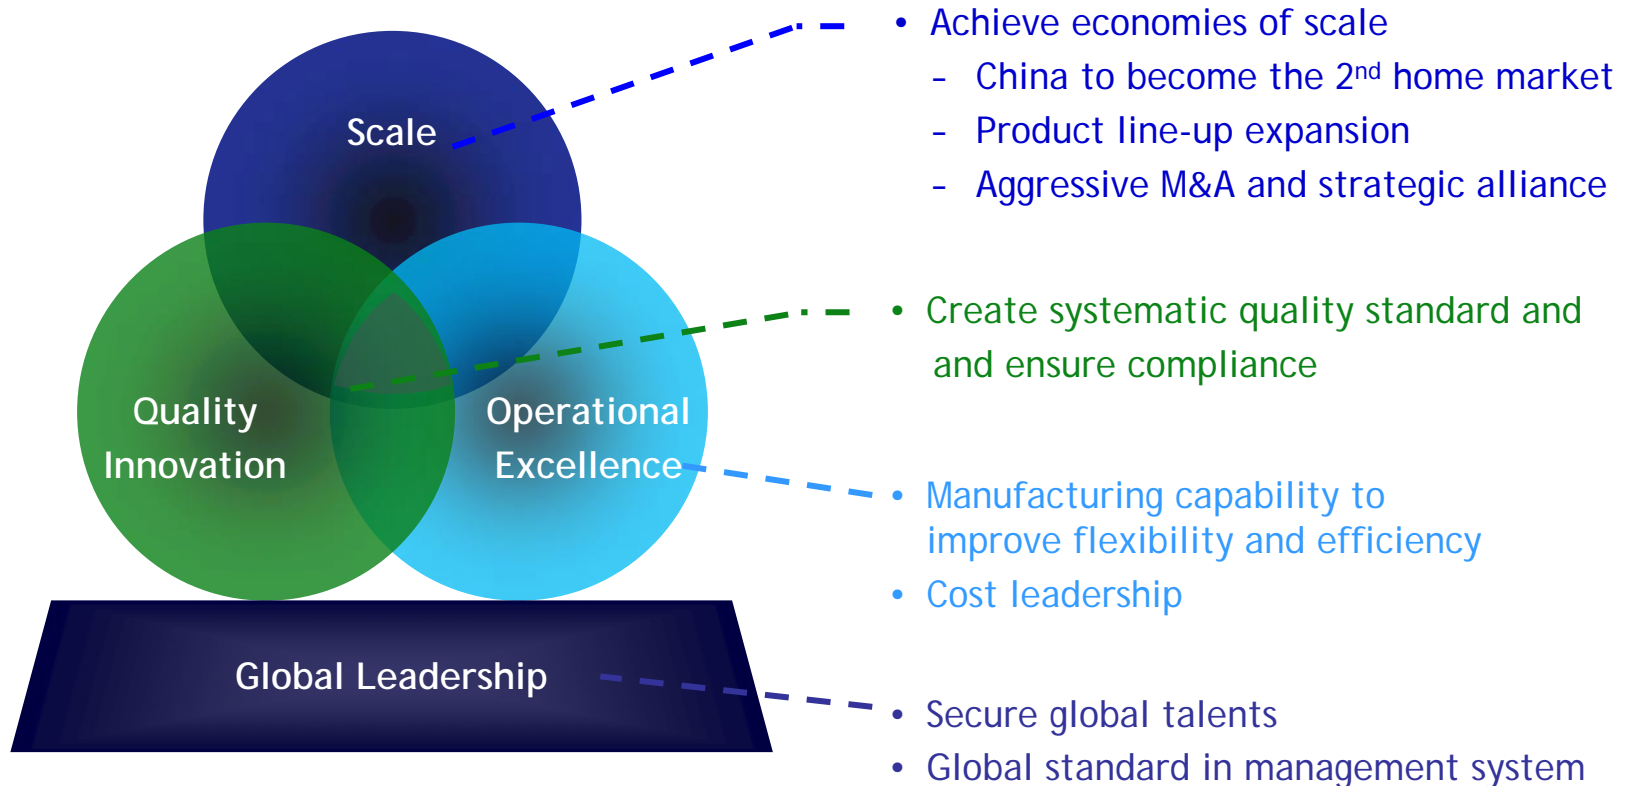 Scale
Quality
Innovation
Operational
Excellence
Global Leadership
• Achieve economies of scale
– China to become the 2nd home market
– Product line-up expansion
– Aggressive M&A and strategic alliance
• Create systematic quality standard and
and ensure compliance
• Manufacturing capability to
improve flexibility and efficiency
• Cost leadership
• Secure global talents
• Global standard in management system